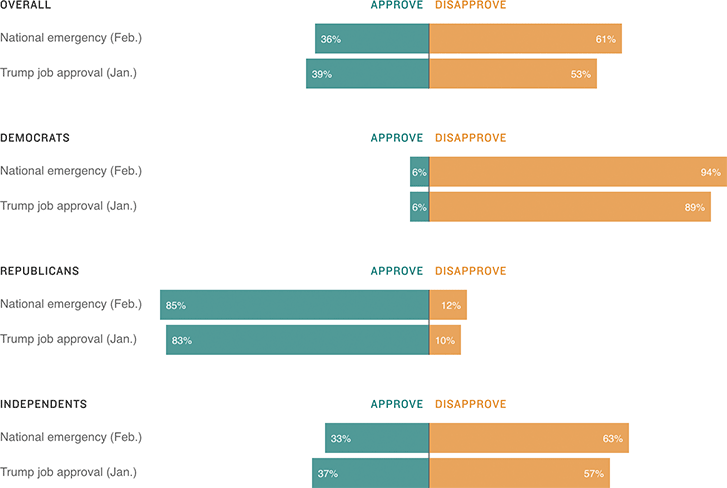 OVERALL APPROVE DISAPPROVE
National emergency (Feb.) 36% 61%
Trump job approval (Jan.) 39% 53%
DEMOCRATS APPROVE DISAPPROVE
National emergency (Feb.) 6% 94%
Trump job approval (Jan.) 6% 89%
REPUBLICANS APPROVE DISAPPROVE
National emergency (Feb.) 85% 12%
Trump job approval (Jan.) 83% 10%
INDEPENDENTS APPROVE DISAPPROVE
National emergency (Feb.) 33% 63%
Trump job approval (Jan.) 37% 57%